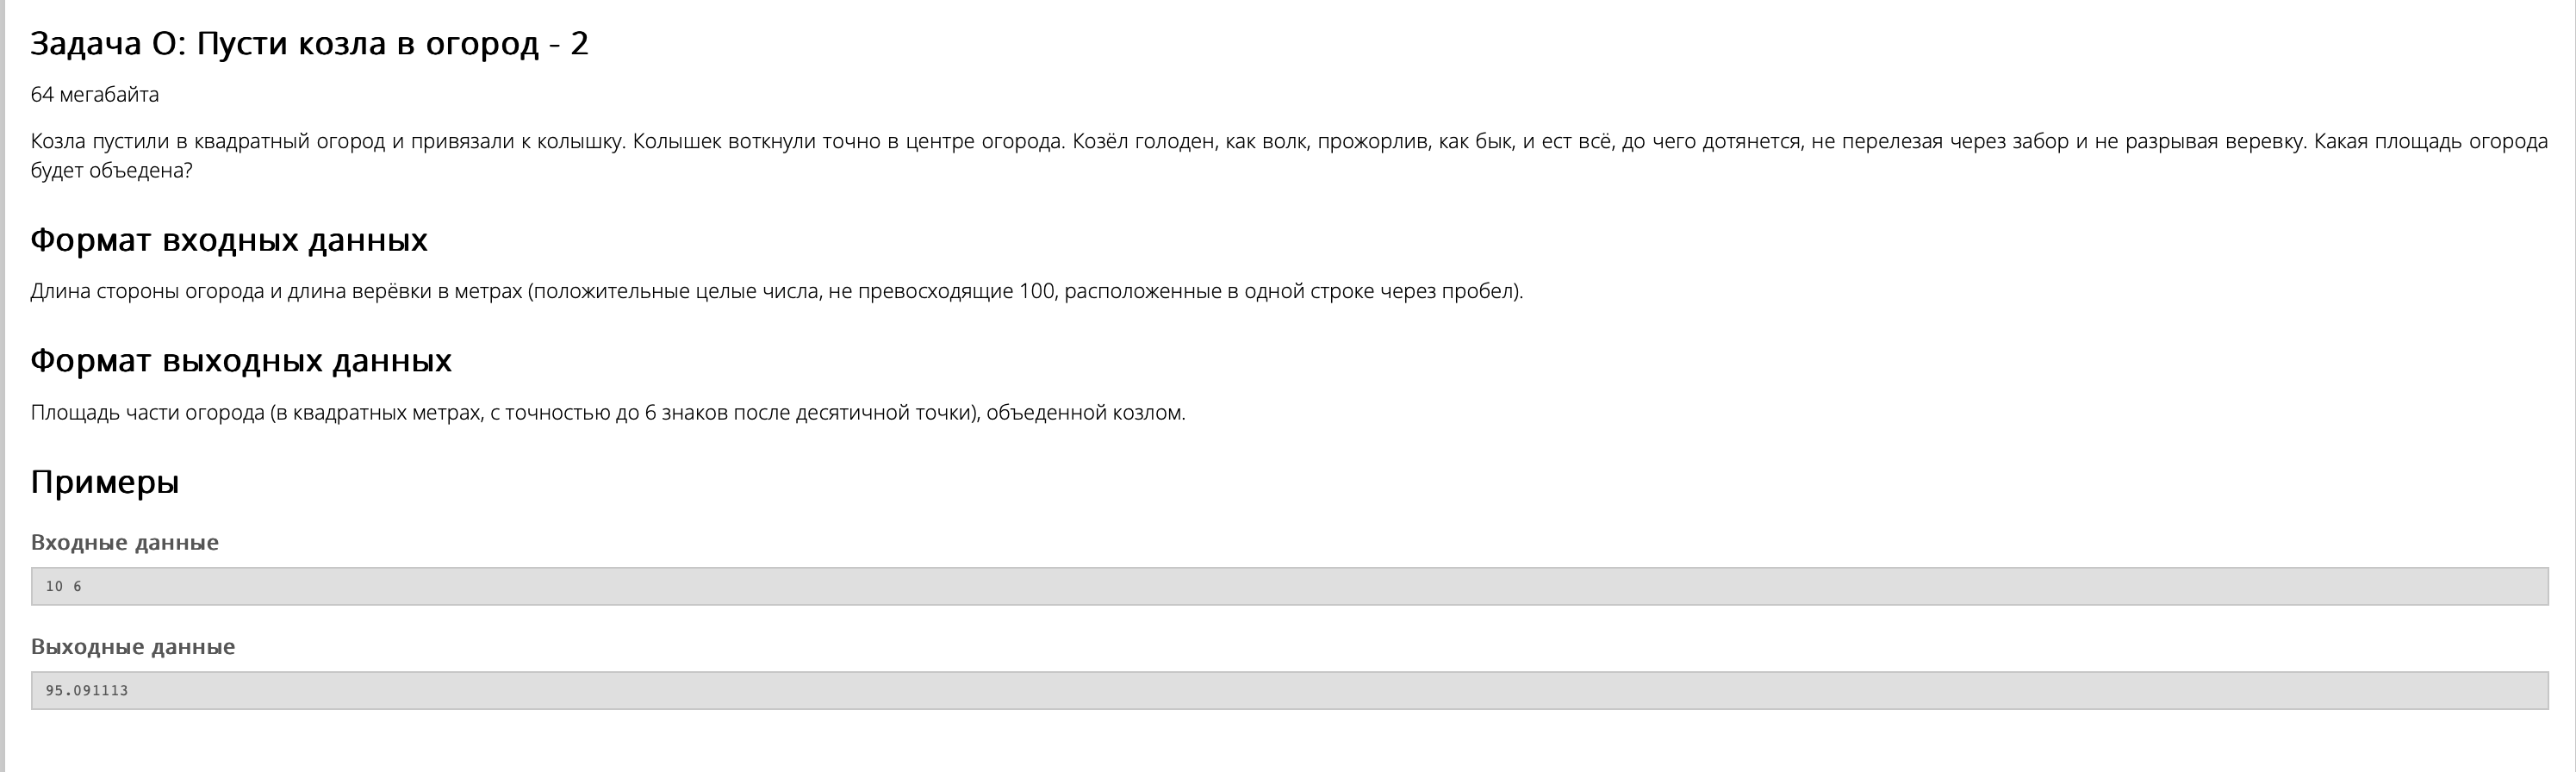 Задача O: Пусти козла в огород - 2
64 мегабайта
Козла пустили в квадратный огород и привязали к колышку. Колышек воткнули точно в центре огорода. Козёл голоден, как волк, прожорлив, как бык, и ест всё, до чего дотянется, не перелезая через забор и не разрывая веревку. Какая площадь огорода
будет объедена?
Формат входных данных
Длина стороны огорода и длина верёвки в метрах (положительные целые числа, не превосходящие 100, расположенные в одной строке через пробел).
Формат выходных данных
Площадь части огорода (в квадратных метрах, с точностью до 6 знаков после десятичной точки), объеденной козлом.
Примеры
Входные данные
10 6
Выходные данные
95.091113